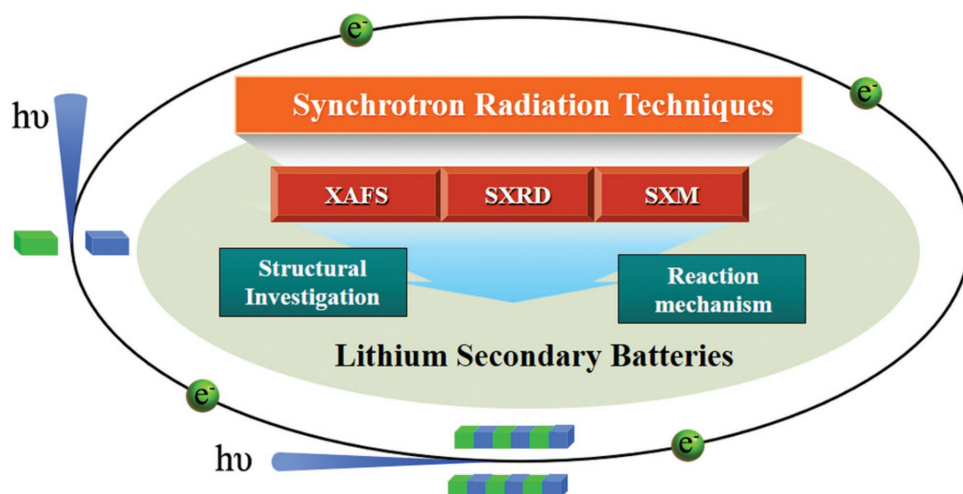 e⁻
e⁻
hυ
Synchrotron Radiation Techniques
XAFS SXRD SXM
Structural
Investigation
Reaction
mechanism
Lithium Secondary Batteries
e⁻
e⁻
hυ